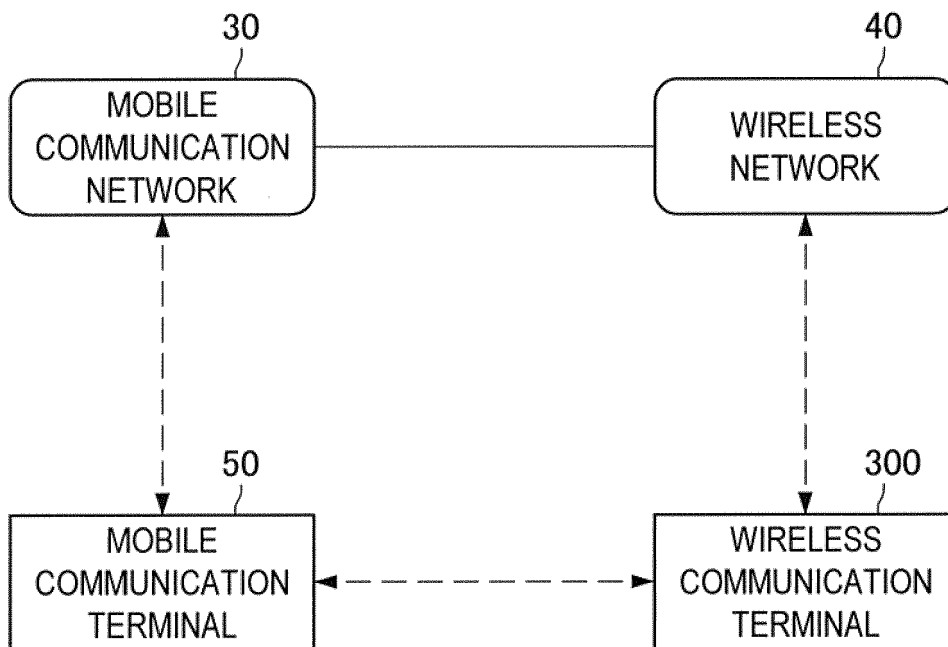 30
40
MOBILE
COMMUNICATION
NETWORK
WIRELESS
NETWORK
50
300
MOBILE
COMMUNICATION
TERMINAL
WIRELESS
COMMUNICATION
TERMINAL